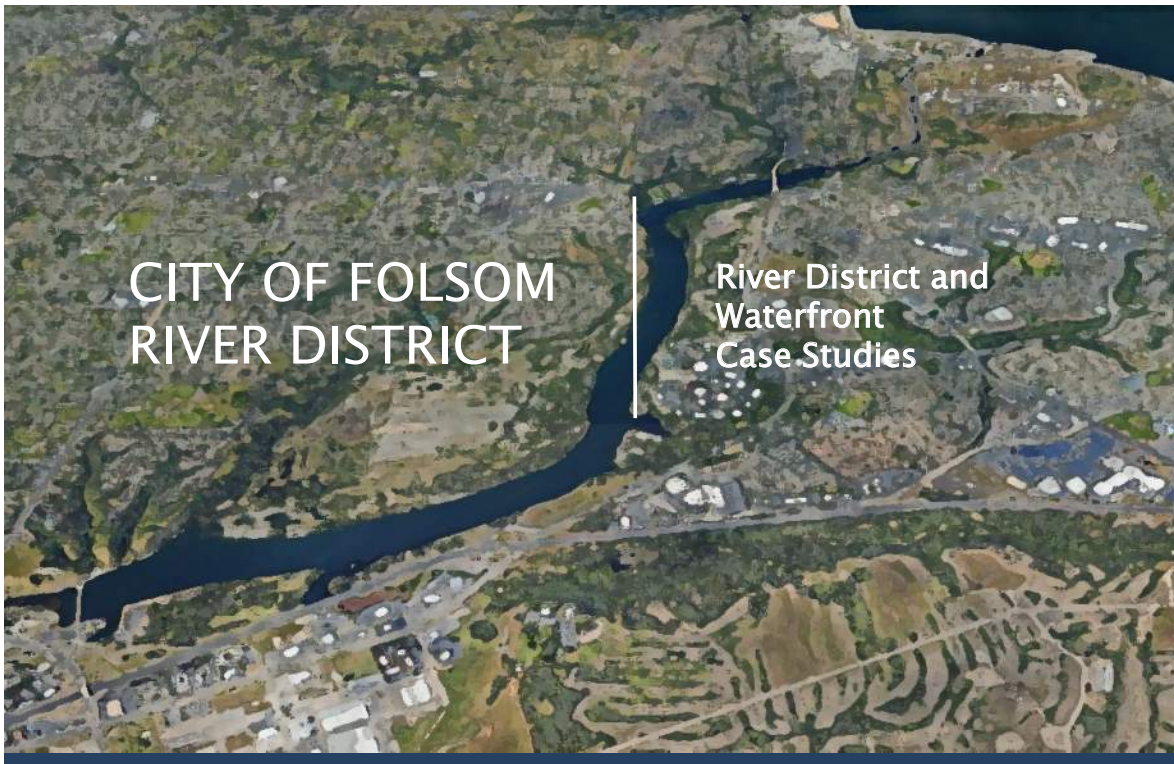 CITY OF FOLSOM
RIVER DISTRICT
River District and
Waterfront
Case Studies